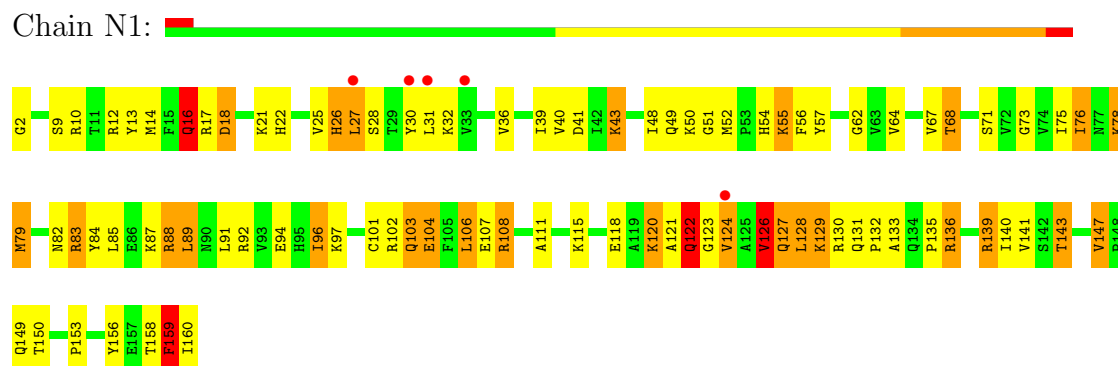 Chain N1:
G2 S9 R10 T11 R12 Y13 M14 F15 Q16 R17 D18 K21 H22 V25 H26 L27 S28 T29 Y30 L31 K32 V33 V36 I39 V40 D41 I42 K43 I48 Q49 K50 G51 M52 P53 H54 K55 F56 Y57 G62 V63 V64 V67 T68 S71 V72 G73 V74 I75 I76 N77 K78
M79 N82 R83 Y84 L85 E86 K87 R88 L89 N90 L91 R92 V93 E94 H95 I96 K97 C101 R102 Q103 E104 F105 L106 E107 R108 A111 K115 E118 A119 K120 A121 Q122 G123 V124 A125 V126 Q127 L128 K129 R130 Q131 P132 A133 Q134 P135 R136 R139 I140 V141 S142 T143 V147 P148
Q149 T150 P153 Y156 E157 T158 F159 I160